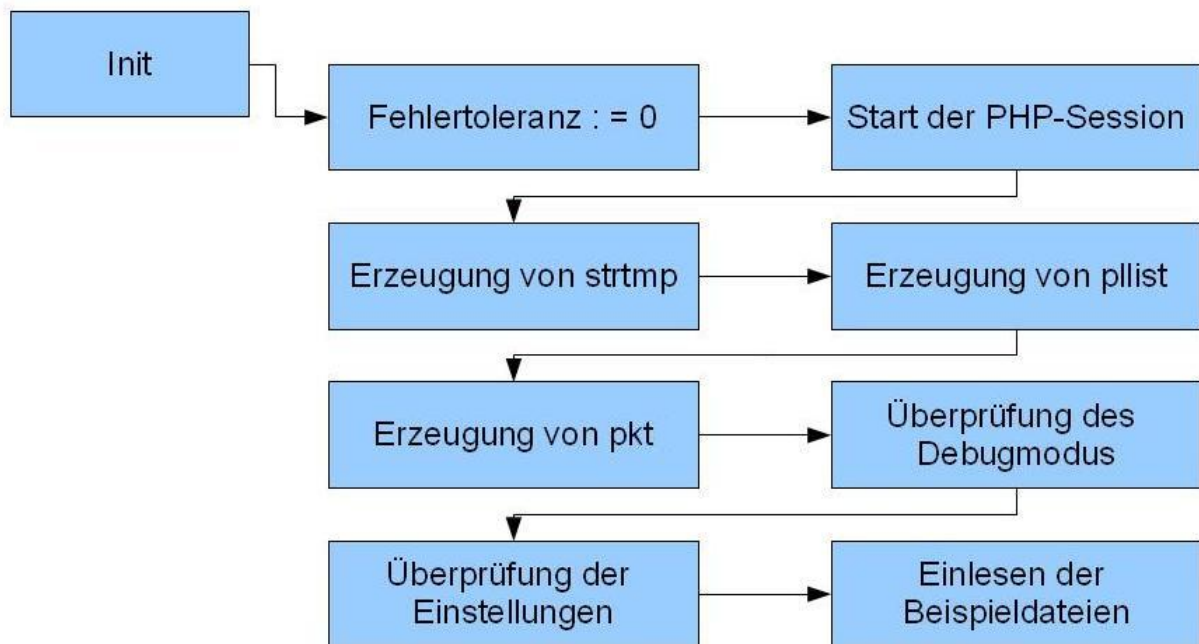 Init
Fehlertoleranz : = 0
Start der PHP-Session
Erzeugung von strtmp
Erzeugung von pllist
Erzeugung von pkt
Überprüfung des
Debugmodus
Überprüfung der
Einstellungen
Einlesen der
Beispieldateien